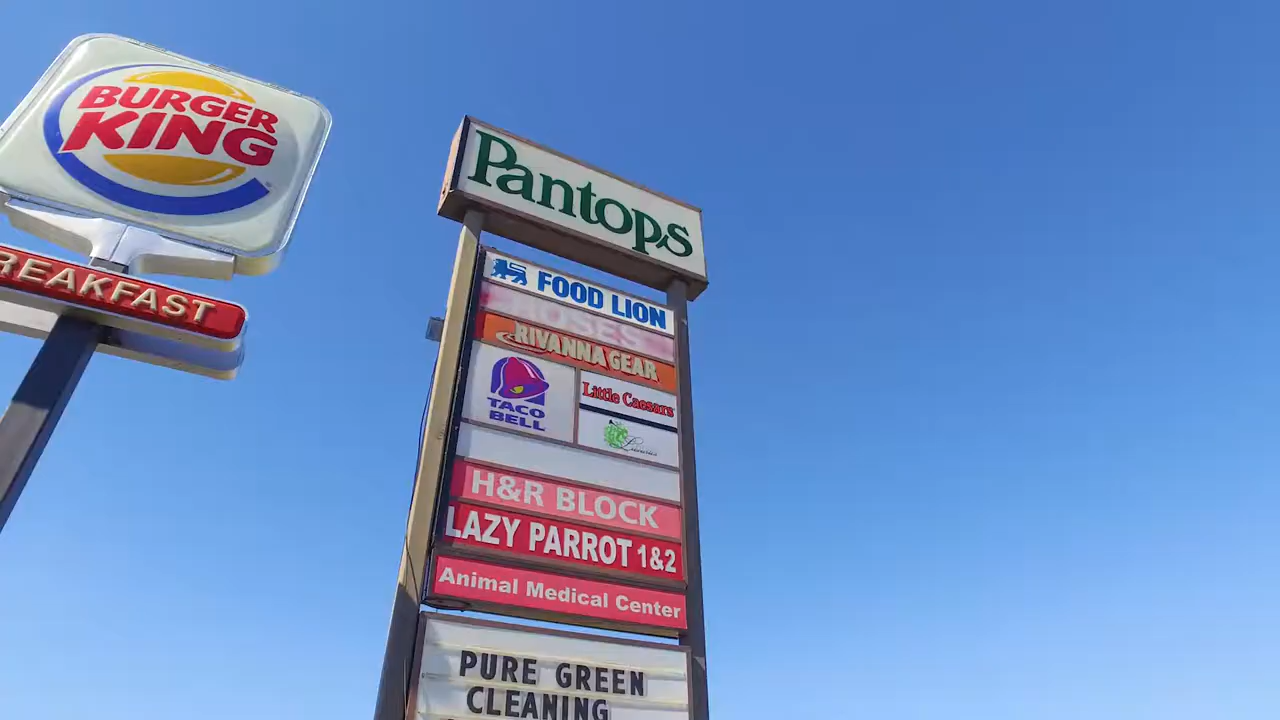 BURGER
KING
REAKFAST
Pantops
FOOD LION
ROSES
RIVANNA GEAR
TACO
BELL
Little Caesars
H&R BLOCK
LAZY PARROT 1&2
Animal Medical Center
PURE GREEN
CLEANING